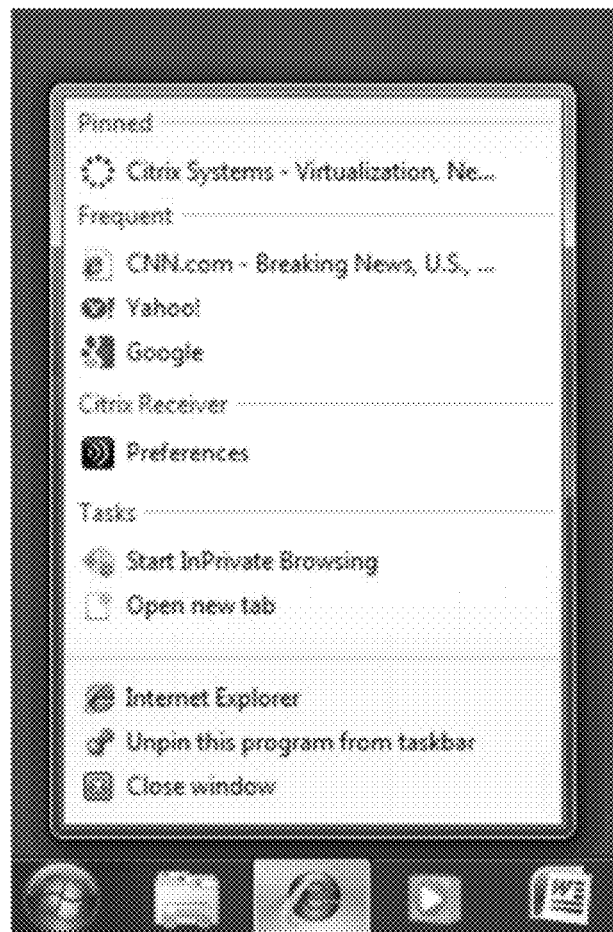 Pinned
Citrix Systems - Virtualization, Ne...
Frequent
CNN.com - Breaking News, U.S., ...
Yahoo!
Google
Citrix Receiver
Preferences
Tasks
Start InPrivate Browsing
Open new tab
Internet Explorer
Unpin this program from taskbar
Close window